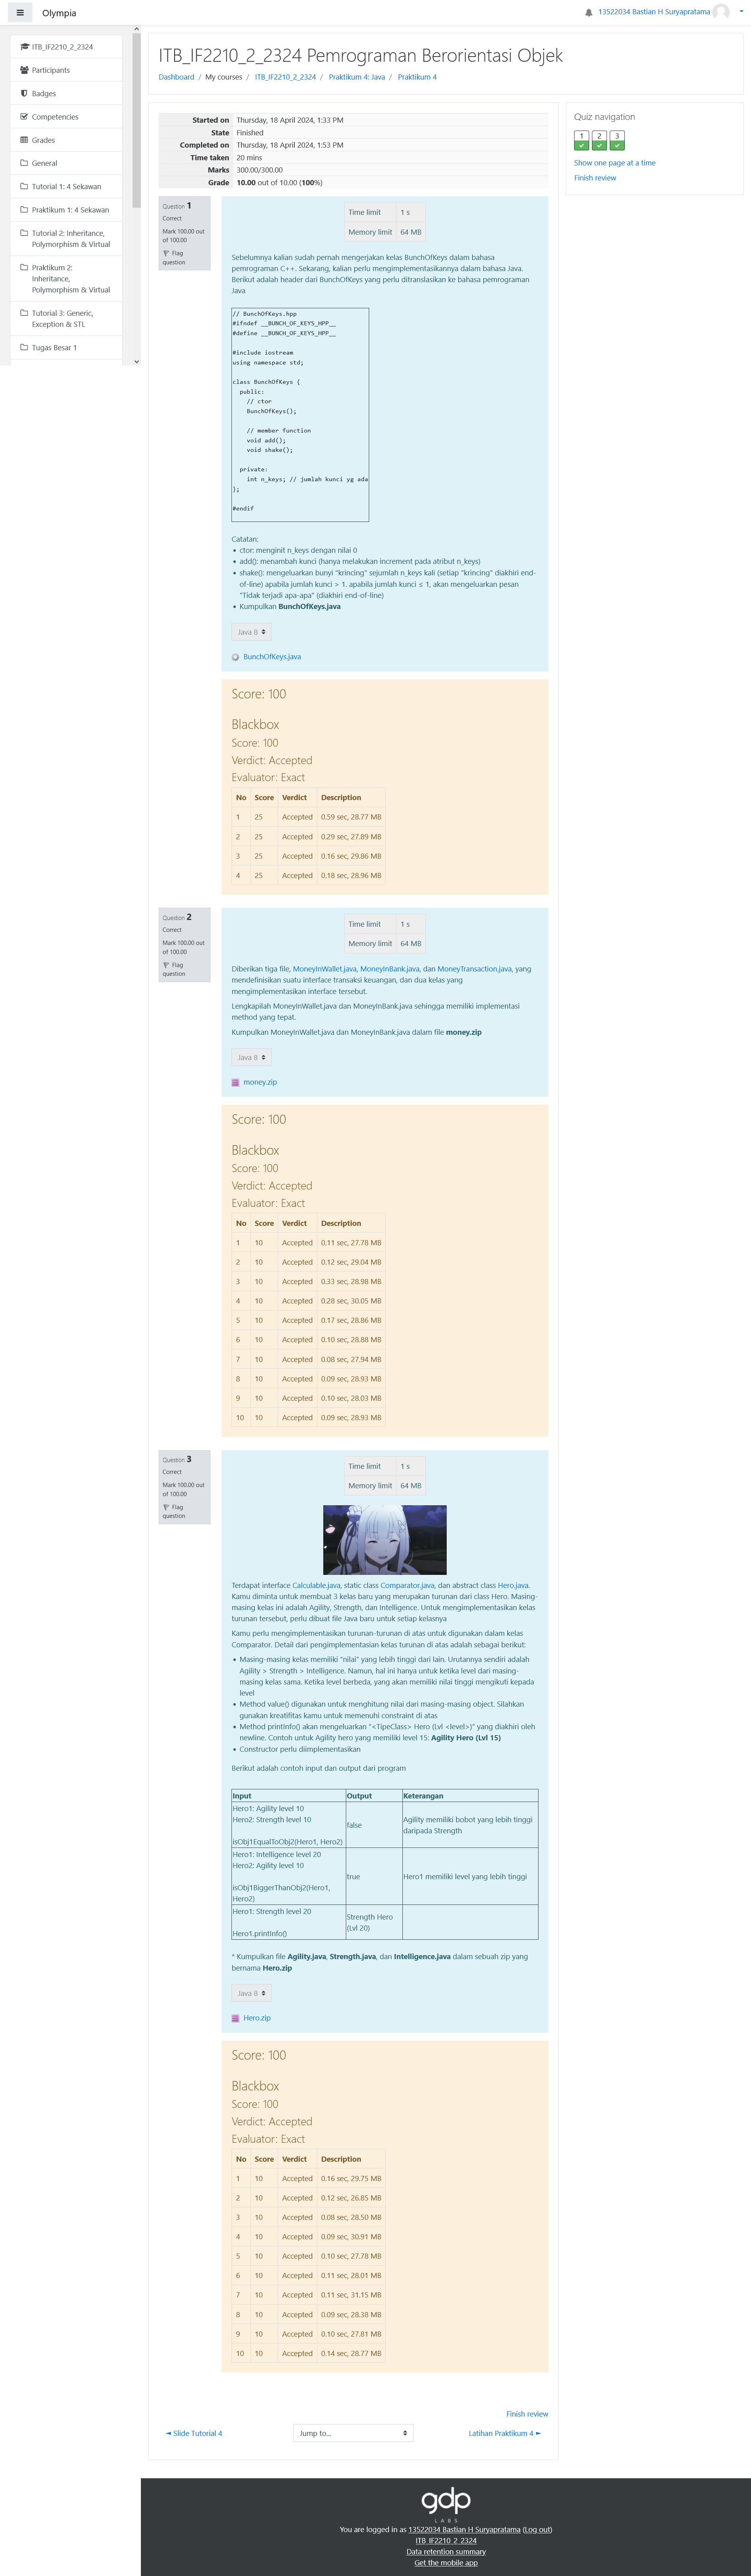 Olympia
13522034 Bastian H Suryapratama
ITB_IF2210_2_2324
Participants
Badges
Competencies
Grades
General
Tutorial 1: 4 Sekawan
Praktikum 1: 4 Sekawan
Tutorial 2: Inheritance,
Polymorphism & Virtual
Praktikum 2:
Inheritance,
Polymorphism & Virtual
Tutorial 3: Generic,
Exception & STL
Tugas Besar 1
ITB_IF2210_2_2324 Pemrograman Berorientasi Objek
Dashboard / My courses / ITB_IF2210_2_2324 / Praktikum 4: Java / Praktikum 4
Started on Thursday, 18 April 2024, 1:33 PM
State Finished
Completed on Thursday, 18 April 2024, 1:53 PM
Time taken 20 mins
Marks 300.00/300.00
Grade 10.00 out of 10.00 (100%)
Quiz navigation
1 2 3
Show one page at a time
Finish review
Question 1
Correct
Mark 100.00 out
of 100.00
Flag
question
Time limit 1 s
Memory limit 64 MB
Sebelumnya kalian sudah pernah mengerjakan kelas BunchOfKeys dalam bahasa
pemrograman C++. Sekarang, kalian perlu mengimplementasikannya dalam bahasa Java.
Berikut adalah header dari BunchOfKeys yang perlu ditranslasikan ke bahasa pemrograman
Java
// BunchOfKeys.hpp
#ifndef __BUNCH_OF_KEYS_HPP__
#define __BUNCH_OF_KEYS_HPP__
#include iostream
using namespace std;
class BunchOfKeys {
public:
// ctor
BunchOfKeys();
// member function
void add();
void shake();
private:
int n_keys; // jumlah kunci yg ada
};
#endif
Catatan:
• ctor: menginit n_keys dengan nilai 0
• add(): menambah kunci (hanya melakukan increment pada atribut n_keys)
• shake(): mengeluarkan bunyi "krincing" sejumlah n_keys kali (setiap "krincing" diakhiri end-
of-line) apabila jumlah kunci > 1. apabila jumlah kunci ≤ 1, akan mengeluarkan pesan
"Tidak terjadi apa-apa" (diakhiri end-of-line)
• Kumpulkan BunchOfKeys.java
Java 8
BunchOfKeys.java
Score: 100
Blackbox
Score: 100
Verdict: Accepted
Evaluator: Exact
No Score Verdict Description
1 25 Accepted 0.59 sec, 28.77 MB
2 25 Accepted 0.29 sec, 27.89 MB
3 25 Accepted 0.16 sec, 29.86 MB
4 25 Accepted 0.18 sec, 28.96 MB
Question 2
Correct
Mark 100.00 out
of 100.00
Flag
question
Time limit 1 s
Memory limit 64 MB
Diberikan tiga file, MoneyInWallet.java, MoneyInBank.java, dan MoneyTransaction.java, yang
mendefinisikan suatu interface transaksi keuangan, dan dua kelas yang
mengimplementasikan interface tersebut.
Lengkapilah MoneyInWallet.java dan MoneyInBank.java sehingga memiliki implementasi
method yang tepat.
Kumpulkan MoneyInWallet.java dan MoneyInBank.java dalam file money.zip
Java 8
money.zip
Score: 100
Blackbox
Score: 100
Verdict: Accepted
Evaluator: Exact
No Score Verdict Description
1 10 Accepted 0.11 sec, 27.78 MB
2 10 Accepted 0.12 sec, 29.04 MB
3 10 Accepted 0.33 sec, 28.98 MB
4 10 Accepted 0.28 sec, 30.05 MB
5 10 Accepted 0.17 sec, 28.86 MB
6 10 Accepted 0.10 sec, 28.88 MB
7 10 Accepted 0.08 sec, 27.94 MB
8 10 Accepted 0.09 sec, 28.93 MB
9 10 Accepted 0.10 sec, 28.03 MB
10 10 Accepted 0.09 sec, 28.93 MB
Question 3
Correct
Mark 100.00 out
of 100.00
Flag
question
Time limit 1 s
Memory limit 64 MB
Terdapat interface Calculable.java, static class Comparator.java, dan abstract class Hero.java.
Kamu diminta untuk membuat 3 kelas baru yang merupakan turunan dari class Hero. Masing-
masing kelas ini adalah Agility, Strength, dan Intelligence. Untuk mengimplementasikan kelas
turunan tersebut, perlu dibuat file Java baru untuk setiap kelasnya
Kamu perlu mengimplementasikan turunan-turunan di atas untuk digunakan dalam kelas
Comparator. Detail dari pengimplementasian kelas turunan di atas adalah sebagai berikut:
• Masing-masing kelas memiliki "nilai" yang lebih tinggi dari lain. Urutannya sendiri adalah
Agility > Strength > Intelligence. Namun, hal ini hanya untuk ketika level dari masing-
masing kelas sama. Ketika level berbeda, yang akan memiliki nilai tinggi mengikuti kepada
level
• Method value() digunakan untuk menghitung nilai dari masing-masing object. Silahkan
gunakan kreatifitas kamu untuk memenuhi constraint di atas
• Method printInfo() akan mengeluarkan "<TipeClass> Hero (Lvl <level>)" yang diakhiri oleh
newline. Contoh untuk Agility hero yang memiliki level 15: Agility Hero (Lvl 15)
• Constructor perlu diimplementasikan
Berikut adalah contoh input dan output dari program
Input Output Keterangan
Hero1: Agility level 10
Hero2: Strength level 10
isObj1EqualToObj2(Hero1, Hero2)
false
Agility memiliki bobot yang lebih tinggi
daripada Strength
Hero1: Intelligence level 20
Hero2: Agility level 10
isObj1BiggerThanObj2(Hero1,
Hero2)
true
Hero1 memiliki level yang lebih tinggi
Hero1: Strength level 20
Hero1.printInfo()
Strength Hero
(Lvl 20)
* Kumpulkan file Agility.java, Strength.java, dan Intelligence.java dalam sebuah zip yang
bernama Hero.zip
Java 8
Hero.zip
Score: 100
Blackbox
Score: 100
Verdict: Accepted
Evaluator: Exact
No Score Verdict Description
1 10 Accepted 0.16 sec, 29.75 MB
2 10 Accepted 0.12 sec, 26.85 MB
3 10 Accepted 0.08 sec, 28.50 MB
4 10 Accepted 0.09 sec, 30.91 MB
5 10 Accepted 0.10 sec, 27.78 MB
6 10 Accepted 0.11 sec, 28.01 MB
7 10 Accepted 0.11 sec, 31.15 MB
8 10 Accepted 0.09 sec, 28.38 MB
9 10 Accepted 0.10 sec, 27.81 MB
10 10 Accepted 0.14 sec, 28.77 MB
Finish review
◄ Slide Tutorial 4
Jump to...
Latihan Praktikum 4 ►
gdp
LABS
You are logged in as 13522034 Bastian H Suryapratama (Log out)
ITB_IF2210_2_2324
Data retention summary
Get the mobile app